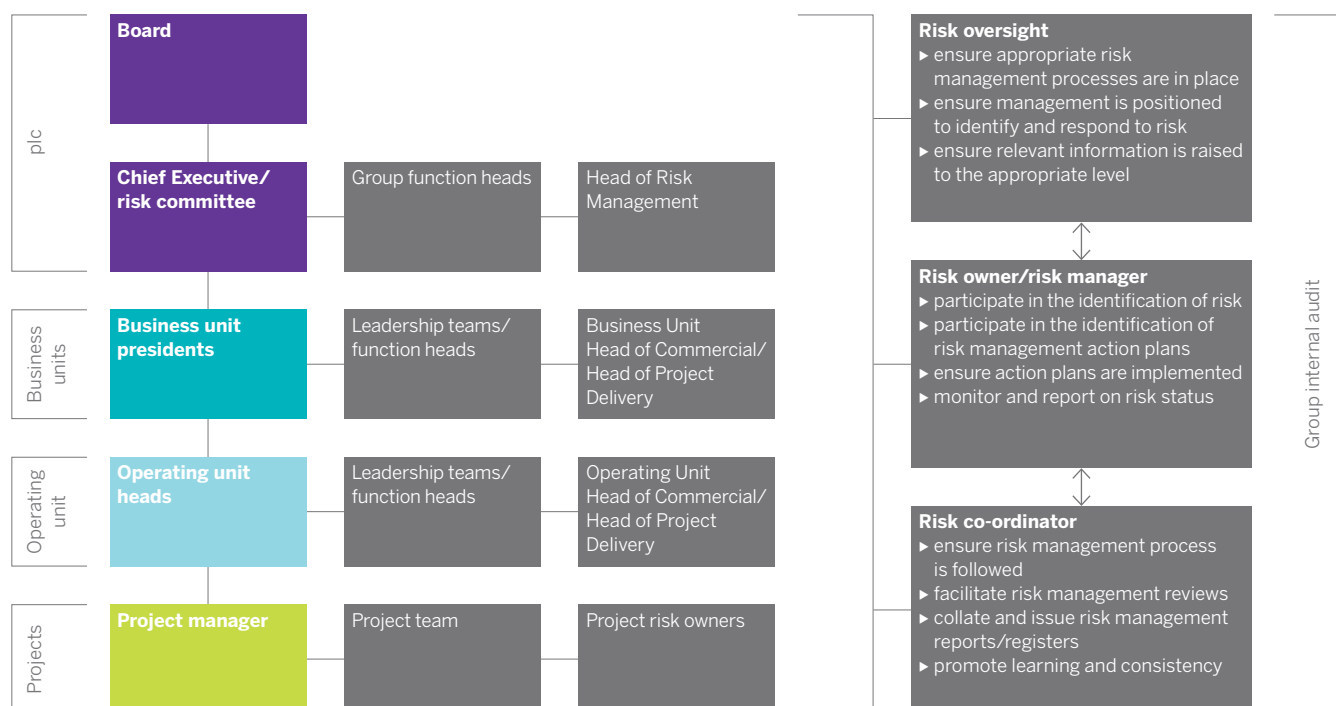 plc
Board
Chief Executive/
risk committee
Group function heads
Head of Risk
Management
Business
units
Business unit
presidents
Leadership teams/
function heads
Business Unit
Head of Commercial/
Head of Project
Delivery
Operating
unit
Operating unit
heads
Leadership teams/
function heads
Operating Unit
Head of Commercial/
Head of Project
Delivery
Projects
Project manager
Project team
Project risk owners
Risk oversight
▸ ensure appropriate risk
management processes are in place
▸ ensure management is positioned
to identify and respond to risk
▸ ensure relevant information is raised
to the appropriate level
Risk owner/risk manager
▸ participate in the identification of risk
▸ participate in the identification of
risk management action plans
▸ ensure action plans are implemented
▸ monitor and report on risk status
Risk co-ordinator
▸ ensure risk management process
is followed
▸ facilitate risk management reviews
▸ collate and issue risk management
reports/registers
▸ promote learning and consistency
Group internal audit